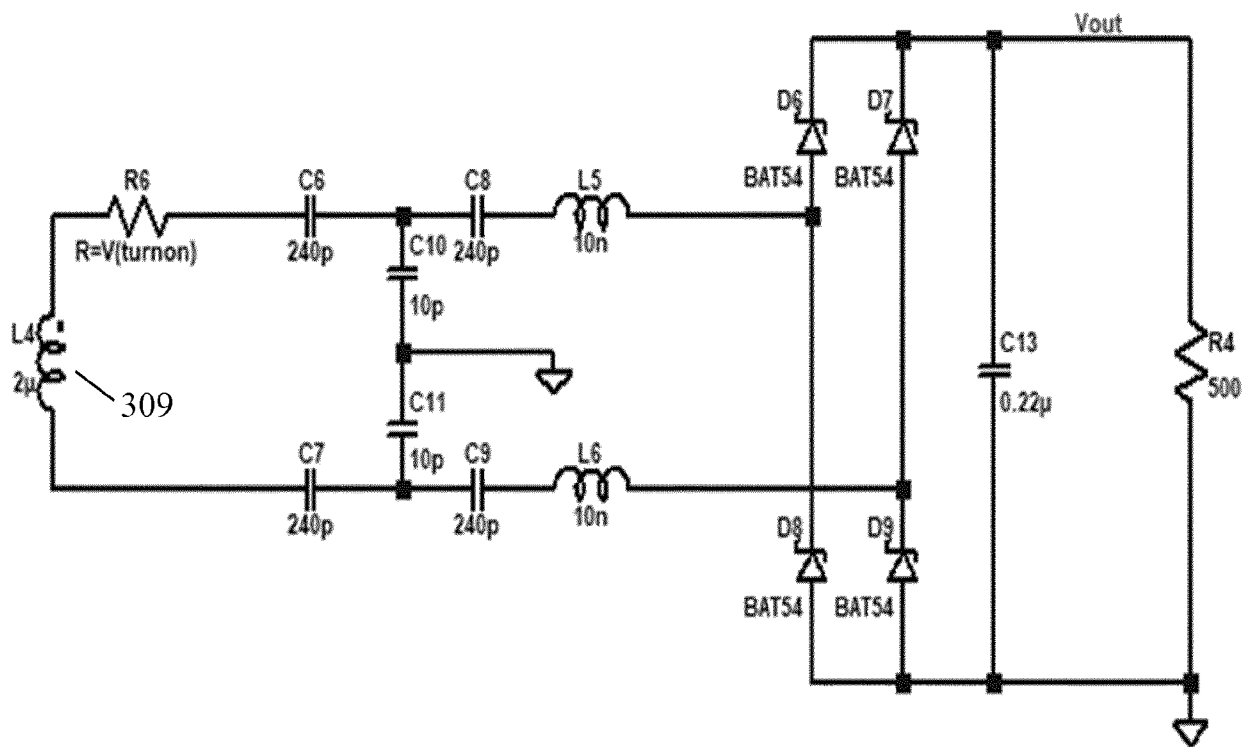 Vout
D6
D7
BAT54
BAT54
R6
C6
C8
L5
R=V(turnon)
240p
C10
240p
10n
10p
L4
2µ
309
C13
0.22µ
R4
500
C11
10p
C7
C9
L6
240p
240p
10n
D8
D9
BAT54
BAT54